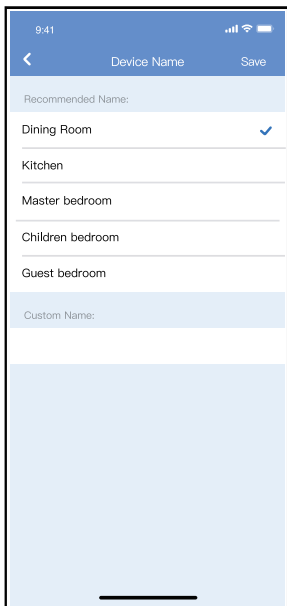 9:41
Device Name
Save
Recommended Name:
Dining Room
Kitchen
Master bedroom
Children bedroom
Guest bedroom
Custom Name: